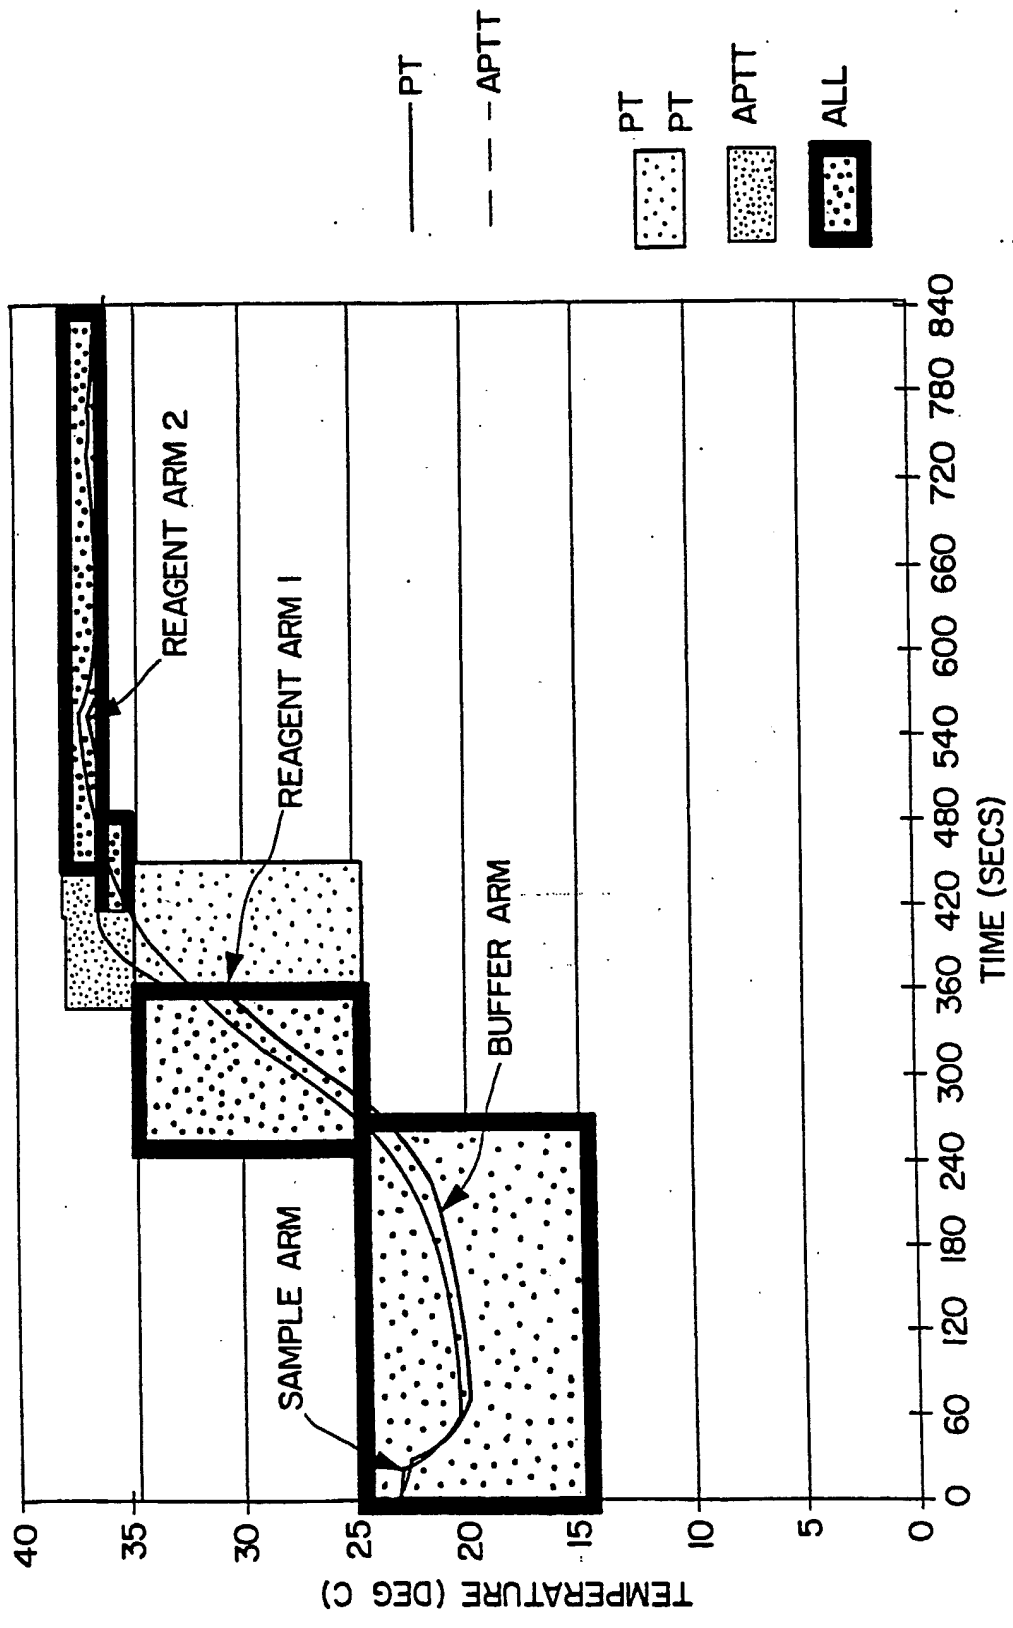 TEMPERATURE (DEG C)
40
35
30
25
20
15
10
5
0
0 60 120 180 240 300 360 420 480 540 600 660 720 780 840
TIME (SECS)
SAMPLE ARM
BUFFER ARM
REAGENT ARM 1
REAGENT ARM 2
PT
APTT
PT
PT
APTT
ALL